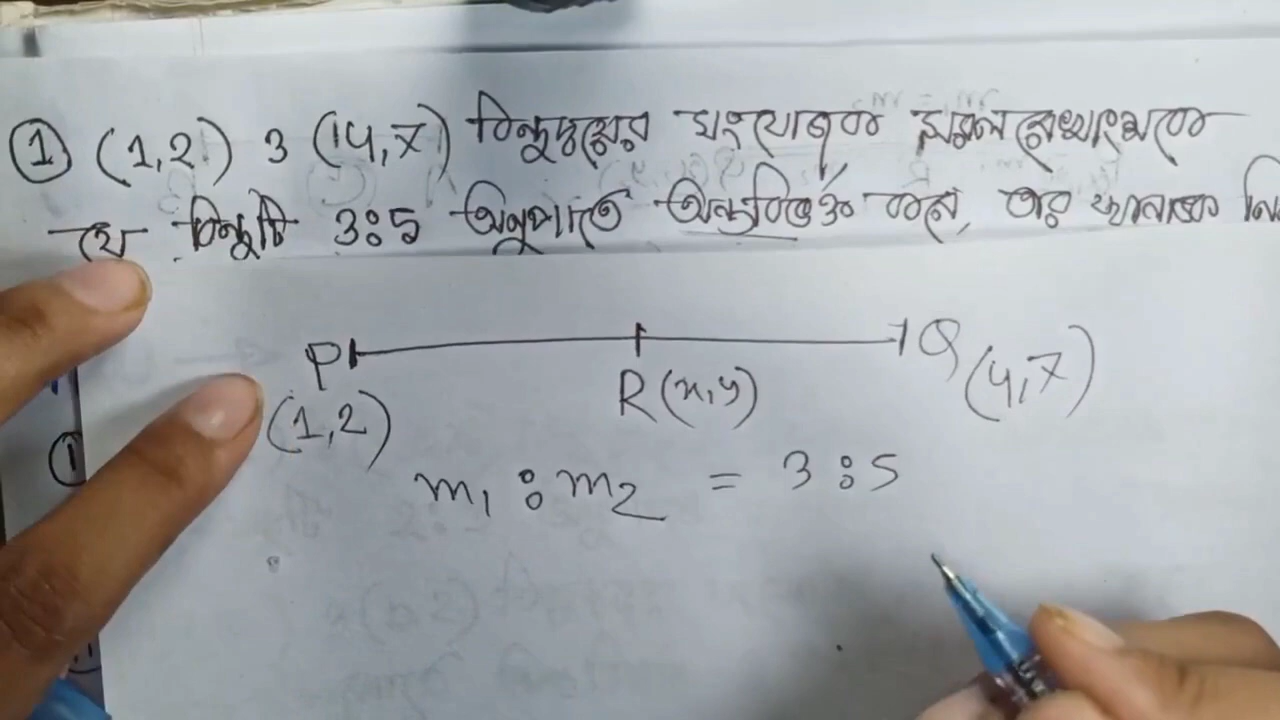 ① (1,2) ও (4,7) বিন্দুদ্বয়ের সংযোজক সরলরেখাংশকে
যে বিন্দুটি 3:5 অনুপাতে অন্তর্বিভক্ত করে, তার স্থানাঙ্ক নি
P Q (4,7)
(1,2) R(x,y)
m₁ : m₂ = 3 : 5